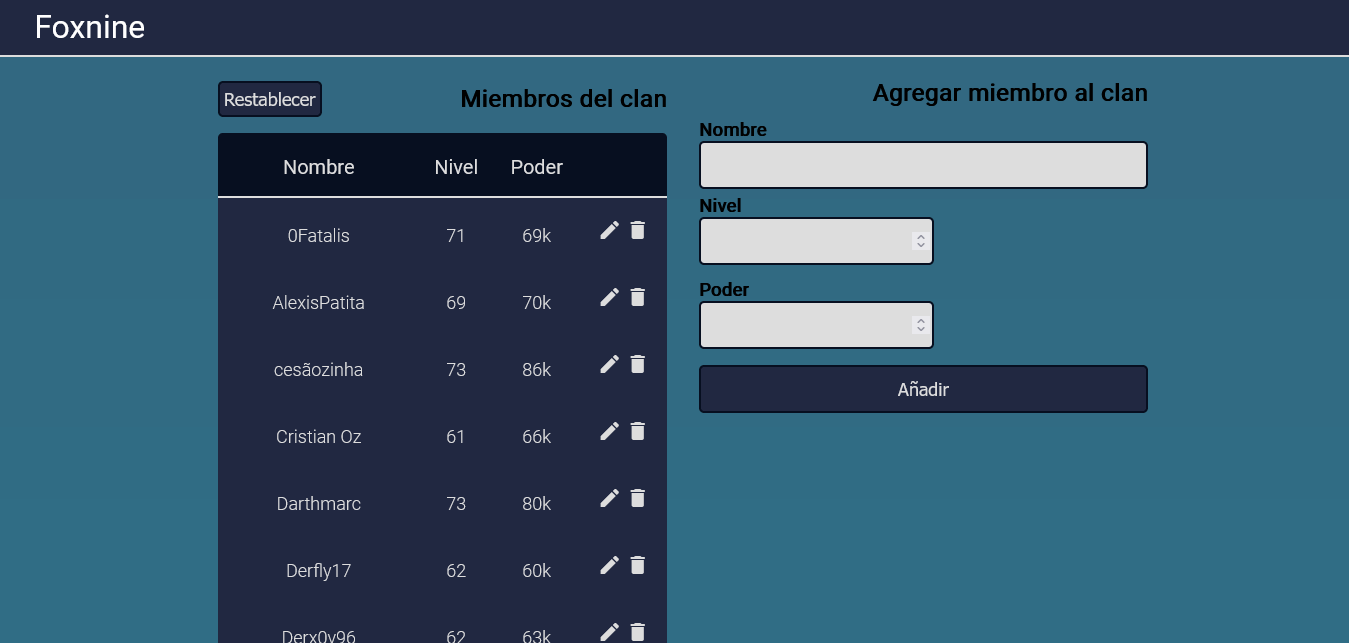 Foxnine
Restablecer
Miembros del clan
Nombre Nivel Poder
0Fatalis 71 69k
AlexisPatita 69 70k
cesãozinha 73 86k
Cristian Oz 61 66k
Darthmarc 73 80k
Derfly17 62 60k
Derx0y96 62 63k
Agregar miembro al clan
Nombre
Nivel
Poder
Añadir